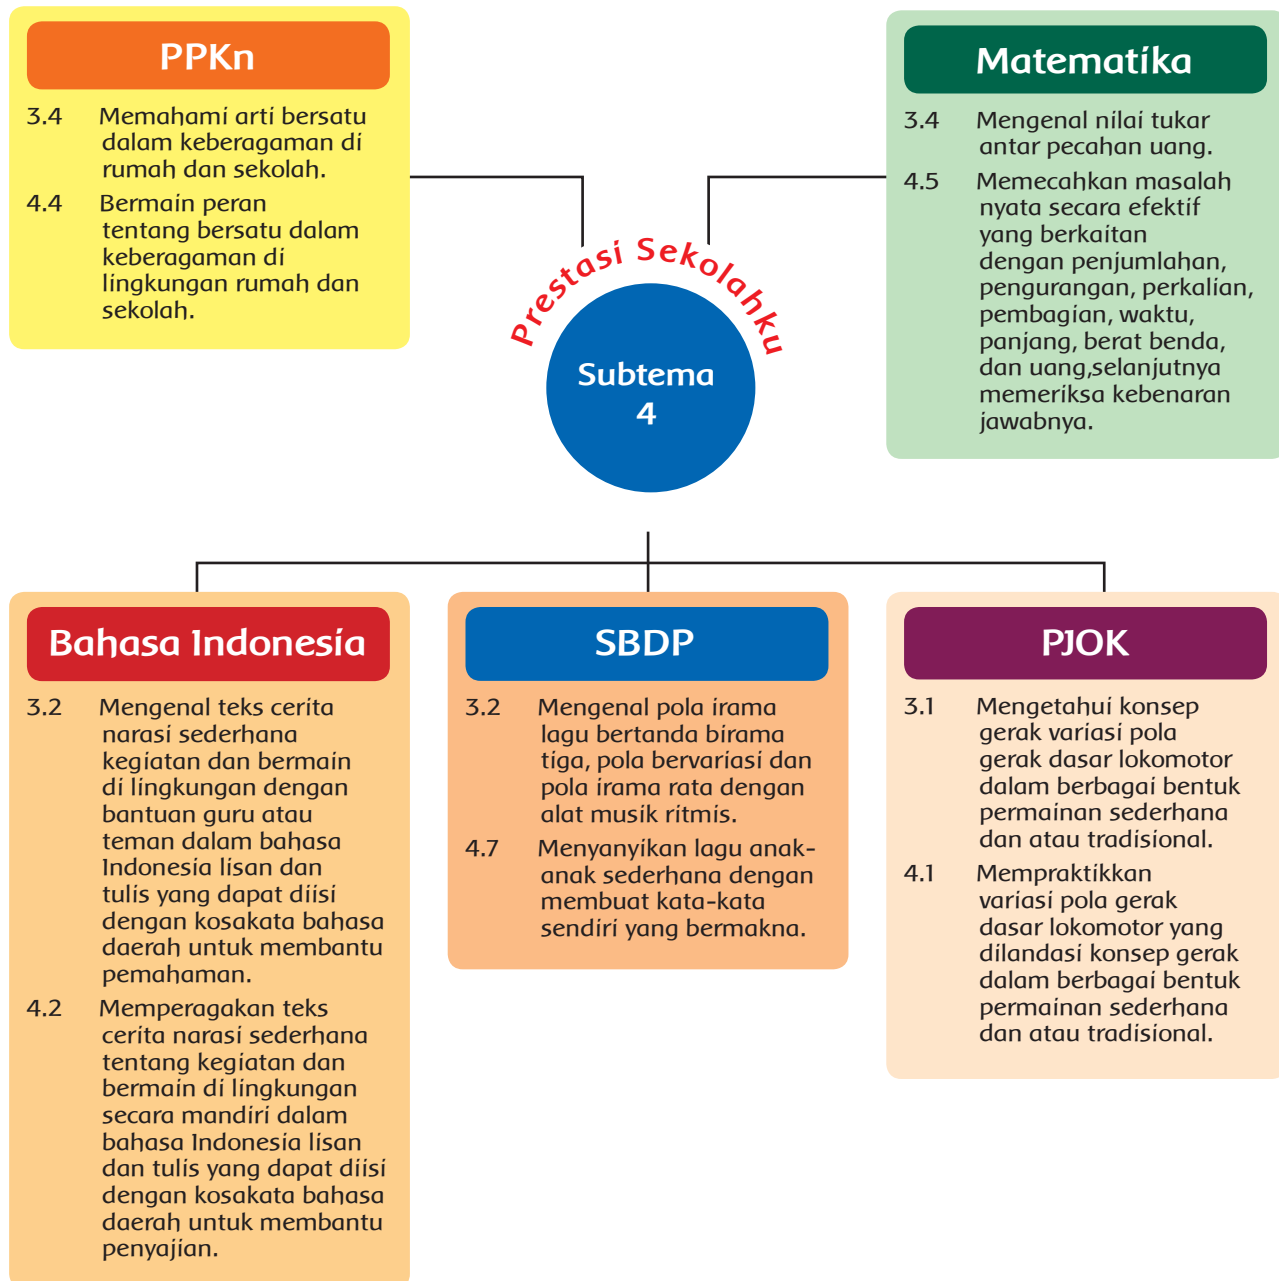 PPKn
3.4 Memahami arti bersatu
dalam keberagaman di
rumah dan sekolah.
4.4 Bermain peran
tentang bersatu dalam
keberagaman di
lingkungan rumah dan
sekolah.
Matematika
3.4 Mengenal nilai tukar
antar pecahan uang.
4.5 Memecahkan masalah
nyata secara efektif
yang berkaitan
dengan penjumlahan,
pengurangan, perkalian,
pembagian, waktu,
panjang, berat benda,
dan uang,selanjutnya
memeriksa kebenaran
jawabnya.
Prestasi Sekolahku
Subtema
4
Bahasa Indonesia
3.2 Mengenal teks cerita
narasi sederhana
kegiatan dan bermain
di lingkungan dengan
bantuan guru atau
teman dalam bahasa
Indonesia lisan dan
tulis yang dapat diisi
dengan kosakata bahasa
daerah untuk membantu
pemahaman.
4.2 Memperagakan teks
cerita narasi sederhana
tentang kegiatan dan
bermain di lingkungan
secara mandiri dalam
bahasa Indonesia lisan
dan tulis yang dapat diisi
dengan kosakata bahasa
daerah untuk membantu
penyajian.
SBDP
3.2 Mengenal pola irama
lagu bertanda birama
tiga, pola bervariasi dan
pola irama rata dengan
alat musik ritmis.
4.7 Menyanyikan lagu anak-
anak sederhana dengan
membuat kata-kata
sendiri yang bermakna.
PJOK
3.1 Mengetahui konsep
gerak variasi pola
gerak dasar lokomotor
dalam berbagai bentuk
permainan sederhana
dan atau tradisional.
4.1 Mempraktikkan
variasi pola gerak
dasar lokomotor yang
dilandasi konsep gerak
dalam berbagai bentuk
permainan sederhana
dan atau tradisional.